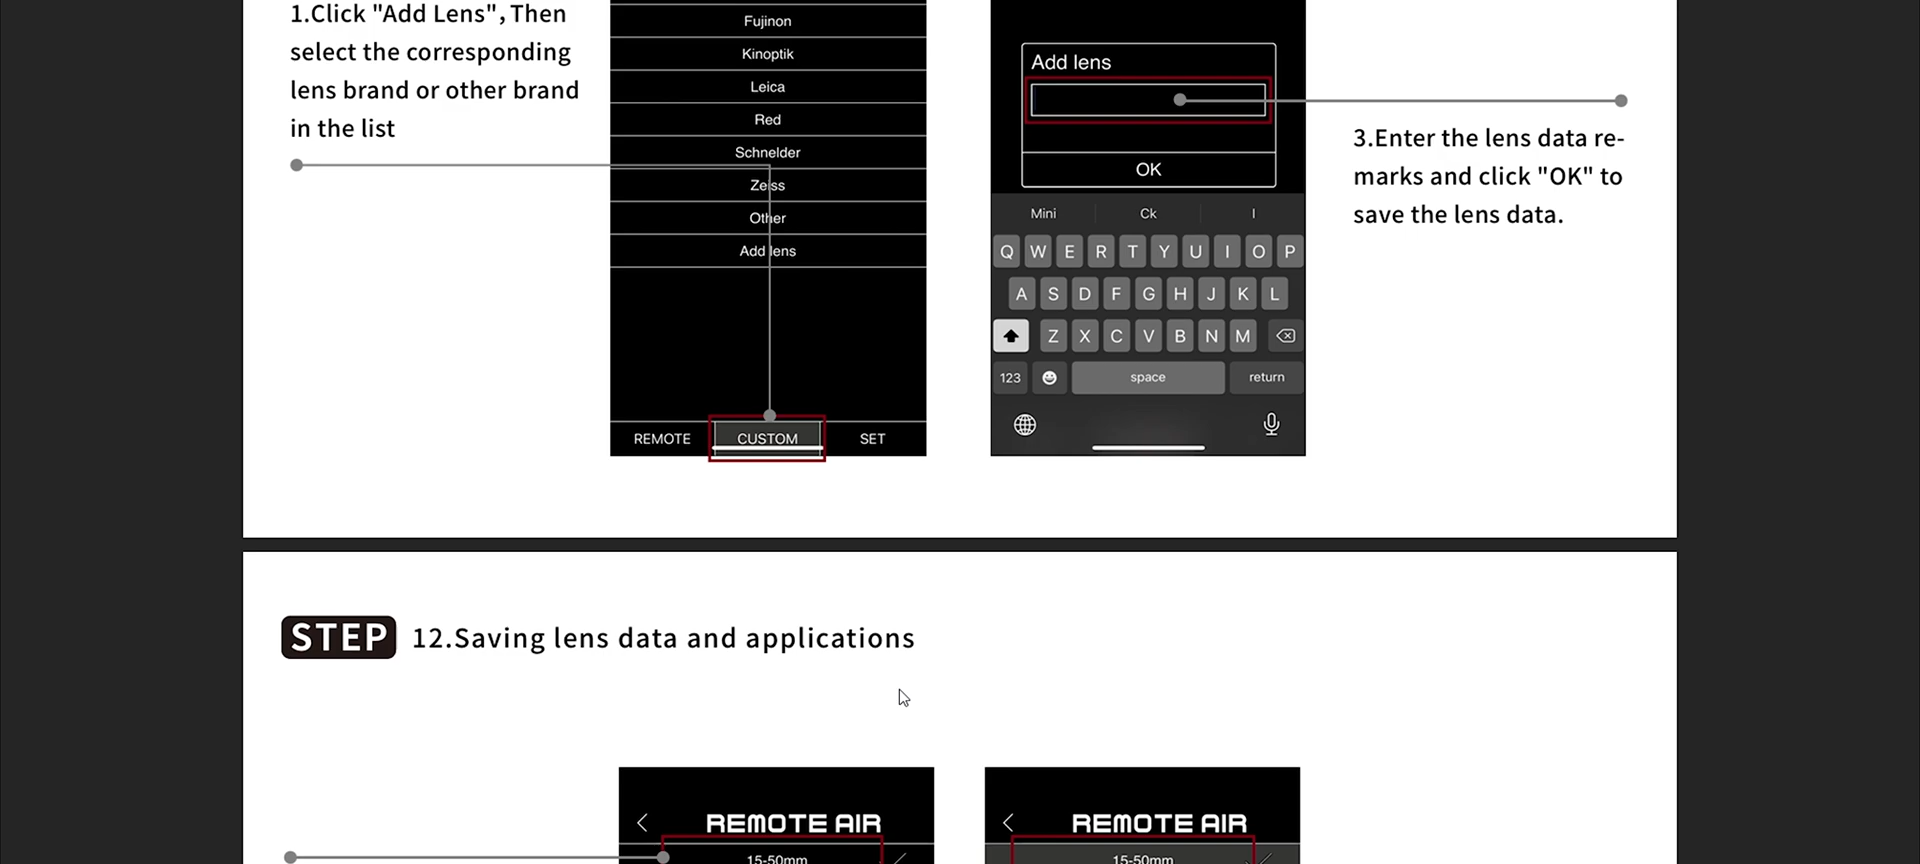 1.Click "Add Lens", Then
select the corresponding
lens brand or other brand
in the list
Fujinon
Kinoptik
Leica
Red
Schnelder
Zeiss
Other
Add lens
REMOTE CUSTOM SET
Add lens
OK
Mini Ck I
Q W E R T Y U I O P
A S D F G H J K L
Z X C V B N M
123 space return
3.Enter the lens data re-
marks and click "OK" to
save the lens data.
STEP 12.Saving lens data and applications
REMOTE AIR
15-50mm
REMOTE AIR
15-50mm